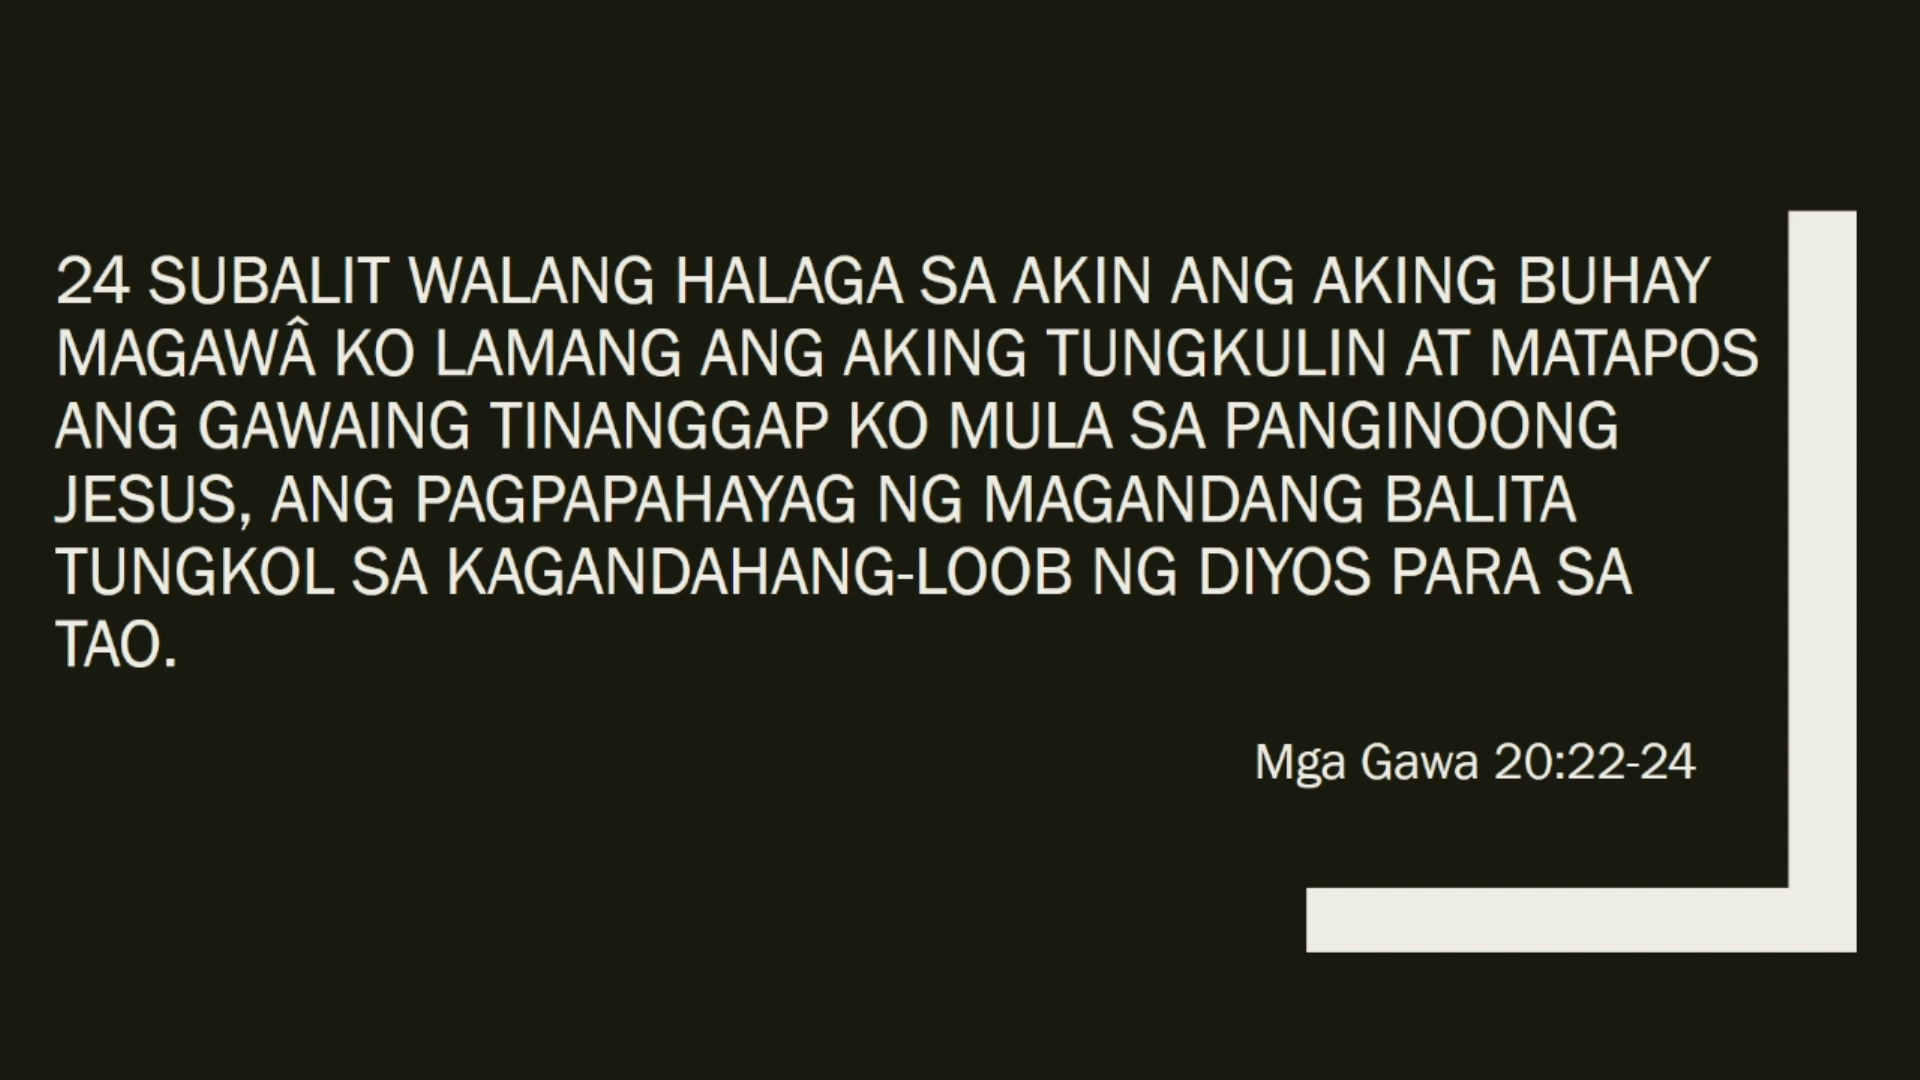 24 SUBALIT WALANG HALAGA SA AKIN ANG AKING BUHAY
MAGAWÂ KO LAMANG ANG AKING TUNGKULIN AT MATAPOS
ANG GAWAING TINANGGAP KO MULA SA PANGINOONG
JESUS, ANG PAGPAPAHAYAG NG MAGANDANG BALITA
TUNGKOL SA KAGANDAHANG-LOOB NG DIYOS PARA SA
TAO.
Mga Gawa 20:22-24